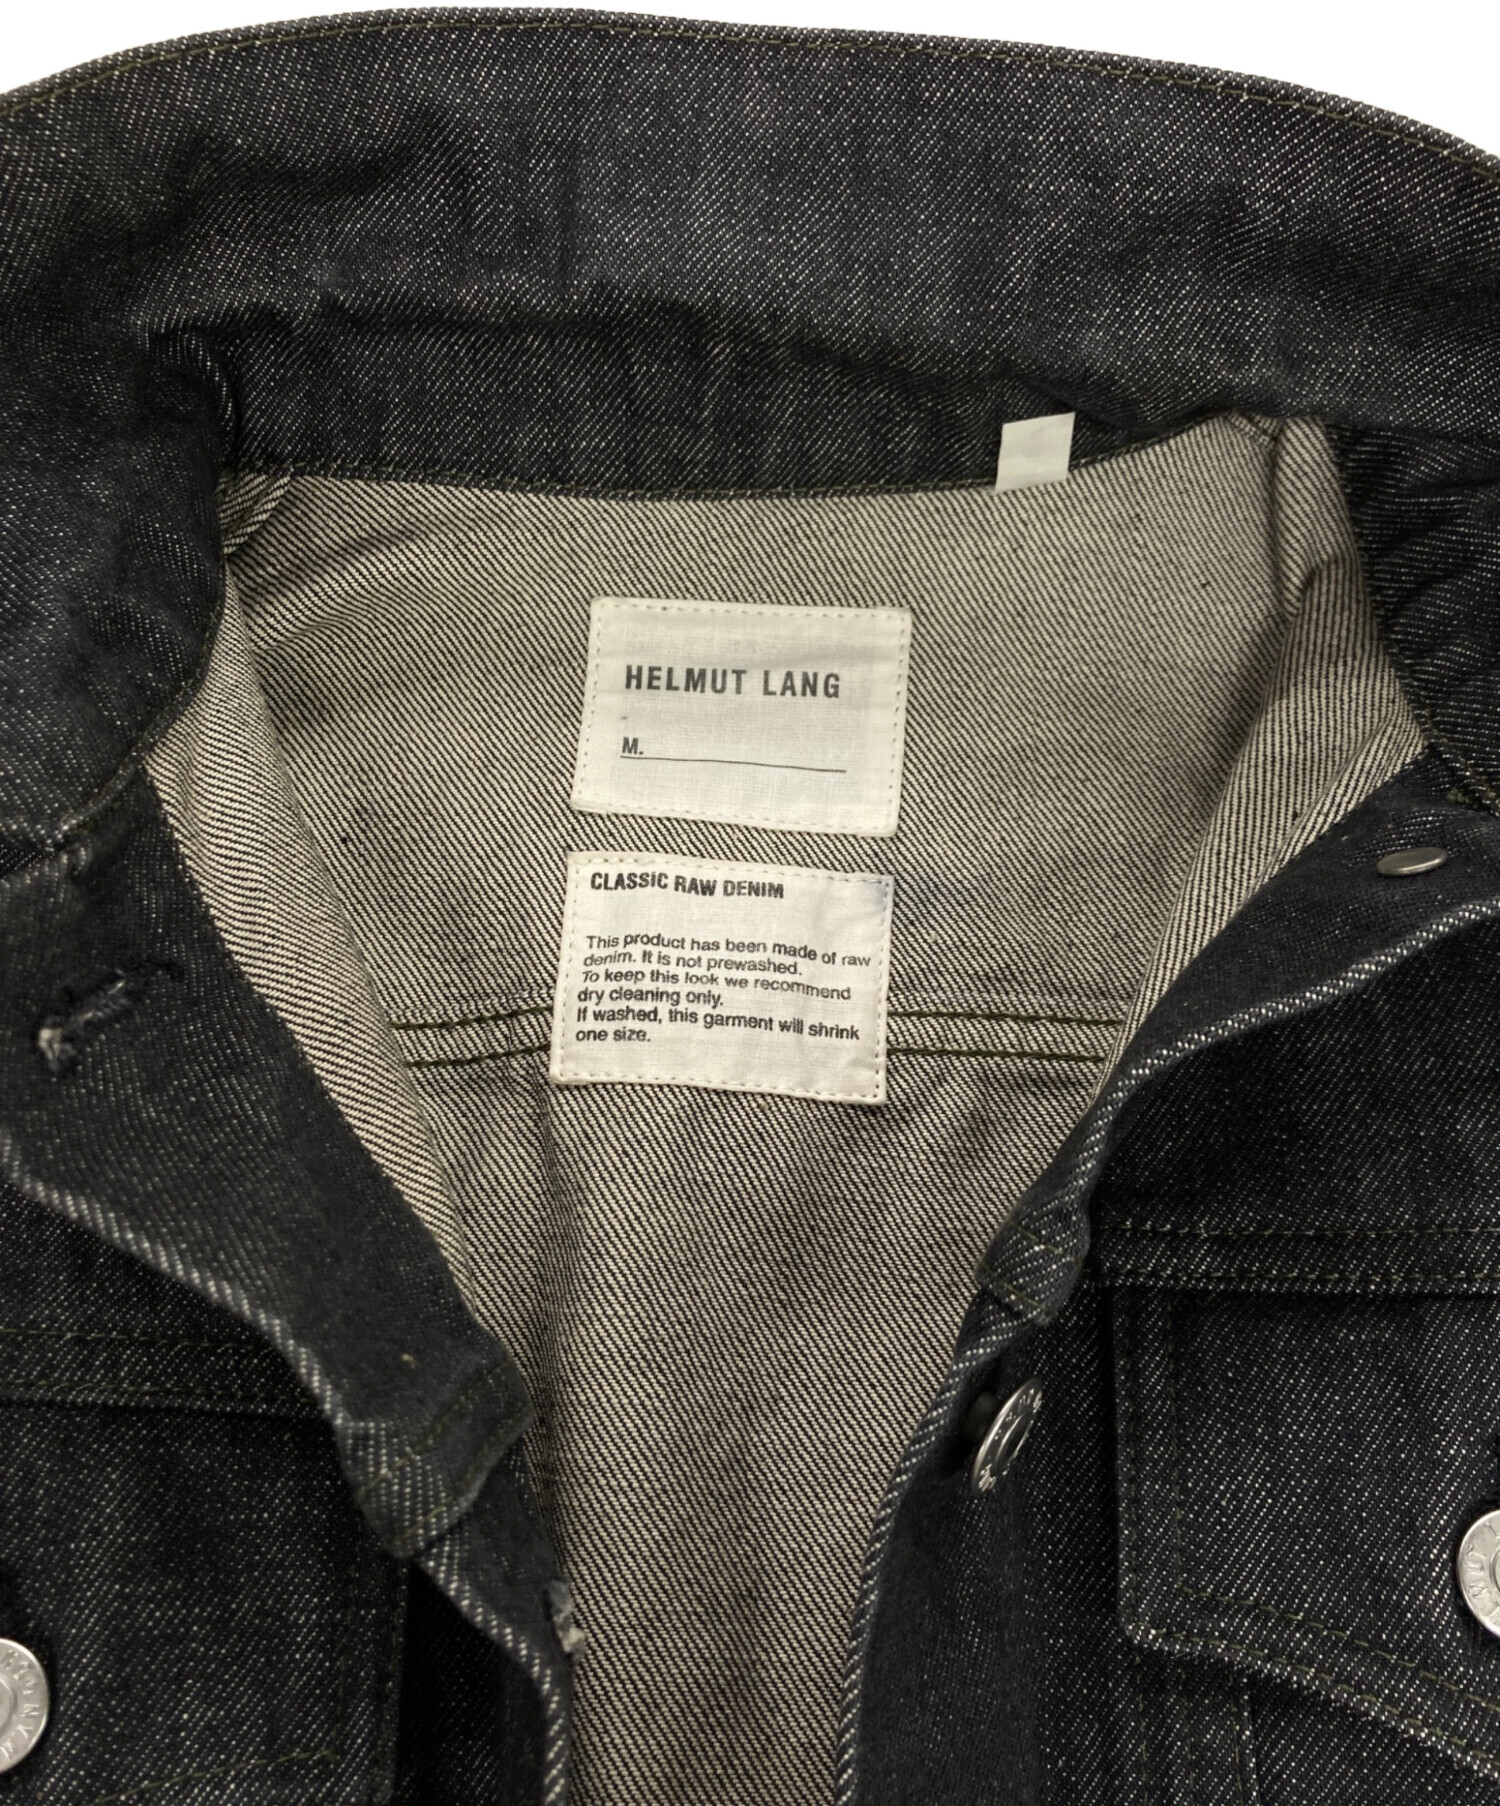 HELMUT LANG
M.
CLASSIC RAW DENIM
This product has been made of raw
denim. It is not prewashed.
To keep this look we recommend
dry cleaning only.
If washed, this garment will shrink
one size.